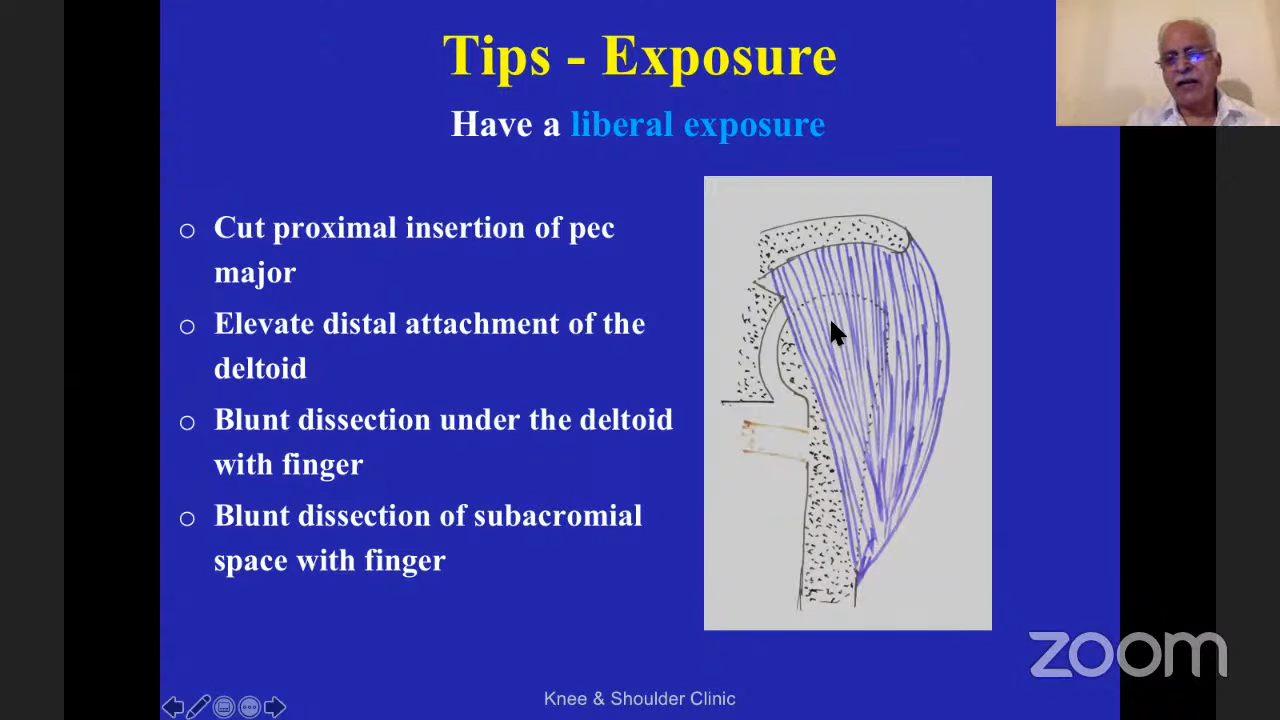 Tips - Exposure
Have a liberal exposure
o Cut proximal insertion of pec
major
o Elevate distal attachment of the
deltoid
o Blunt dissection under the deltoid
with finger
o Blunt dissection of subacromial
space with finger
zoom
Knee & Shoulder Clinic